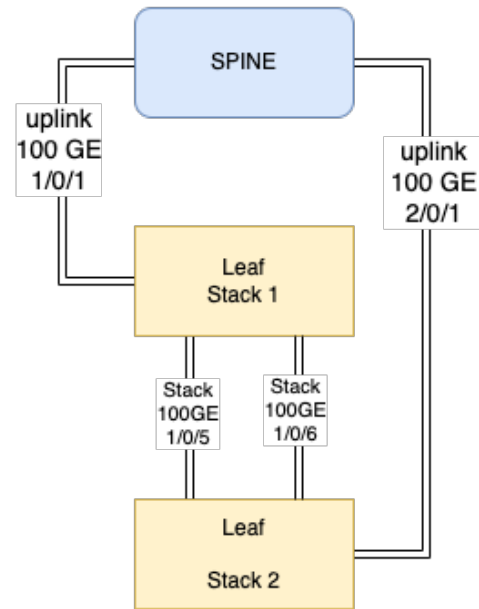 SPINE
uplink
100 GE
1/0/1
uplink
100 GE
2/0/1
Leaf
Stack 1
Stack
100GE
1/0/5
Stack
100GE
1/0/6
Leaf
Stack 2